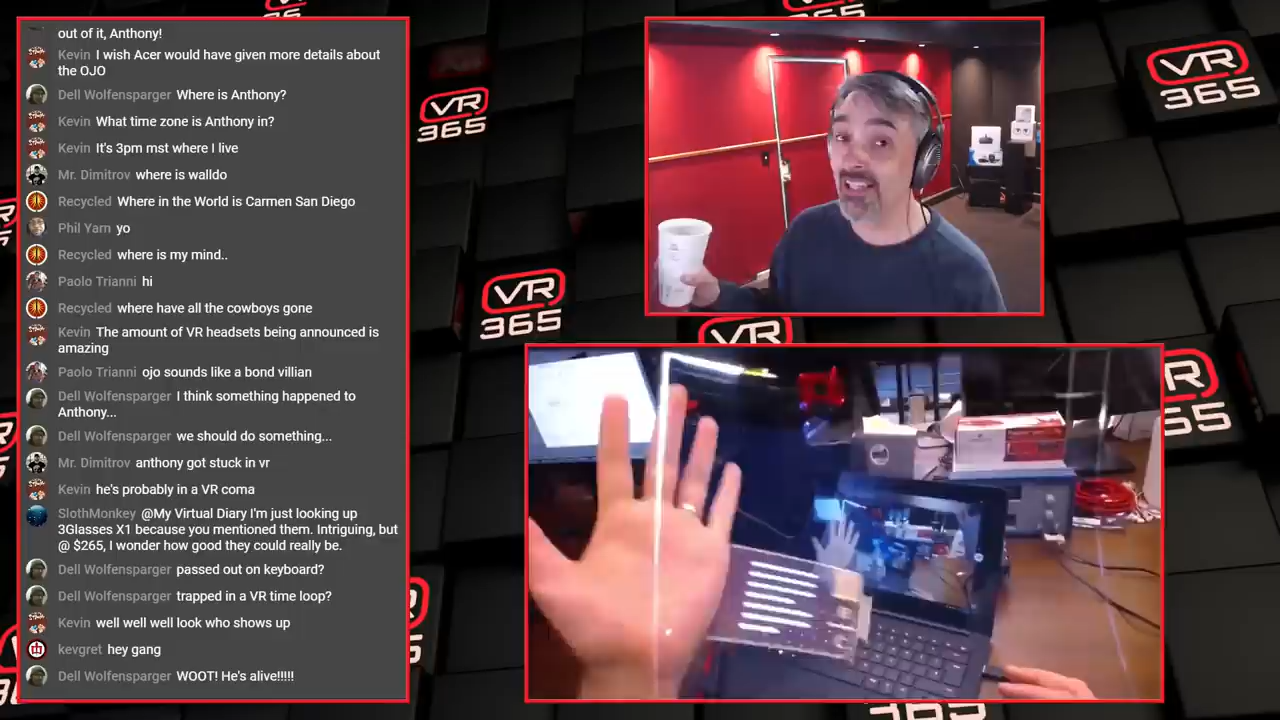 out of it, Anthony!
Kevin I wish Acer would have given more details about
the OJO
Dell Wolfensparger Where is Anthony?
Kevin What time zone is Anthony in?
Kevin It's 3pm mst where I live
Mr. Dimitrov where is walldo
Recycled Where in the World is Carmen San Diego
Phil Yarn yo
Recycled where is my mind..
Paolo Trianni hi
Recycled where have all the cowboys gone
Kevin The amount of VR headsets being announced is
amazing
Paolo Trianni ojo sounds like a bond villian
Dell Wolfensparger I think something happened to
Anthony...
Dell Wolfensparger we should do something...
Mr. Dimitrov anthony got stuck in vr
Kevin he's probably in a VR coma
SlothMonkey @My Virtual Diary I'm just looking up
3Glasses X1 because you mentioned them. Intriguing, but
@ $265, I wonder how good they could really be.
Dell Wolfensparger passed out on keyboard?
Dell Wolfensparger trapped in a VR time loop?
Kevin well well well look who shows up
kevgret hey gang
Dell Wolfensparger WOOT! He's alive!!!!!
365
VR
365
VR
365
VR
365
VR
R
65
365